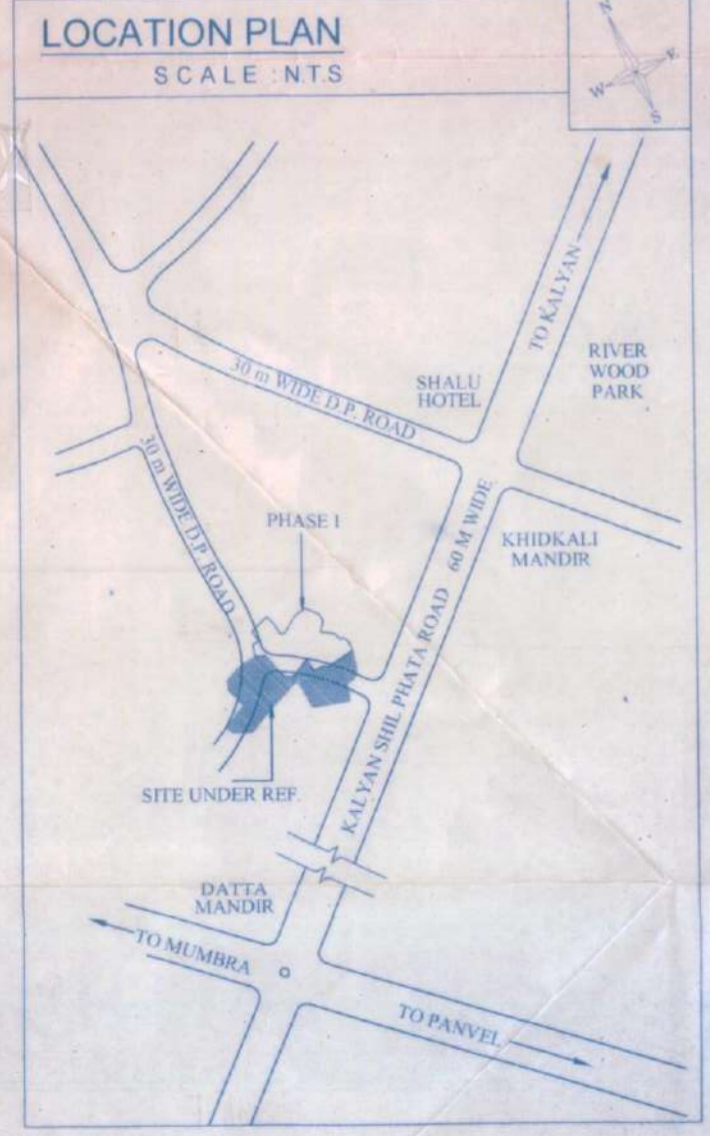 LOCATION PLAN
SCALE : N.T.S
N
E
W
S
TO KALYAN
RIVER
WOOD
PARK
SHALU
HOTEL
30 m WIDE D.P. ROAD
30 m WIDE D.P. ROAD
KHIDKALI
MANDIR
PHASE 1
KALYAN SHIL PHATA ROAD 60 M WIDE
SITE UNDER REF.
DATTA
MANDIR
TO MUMBRA
TO PANVEL